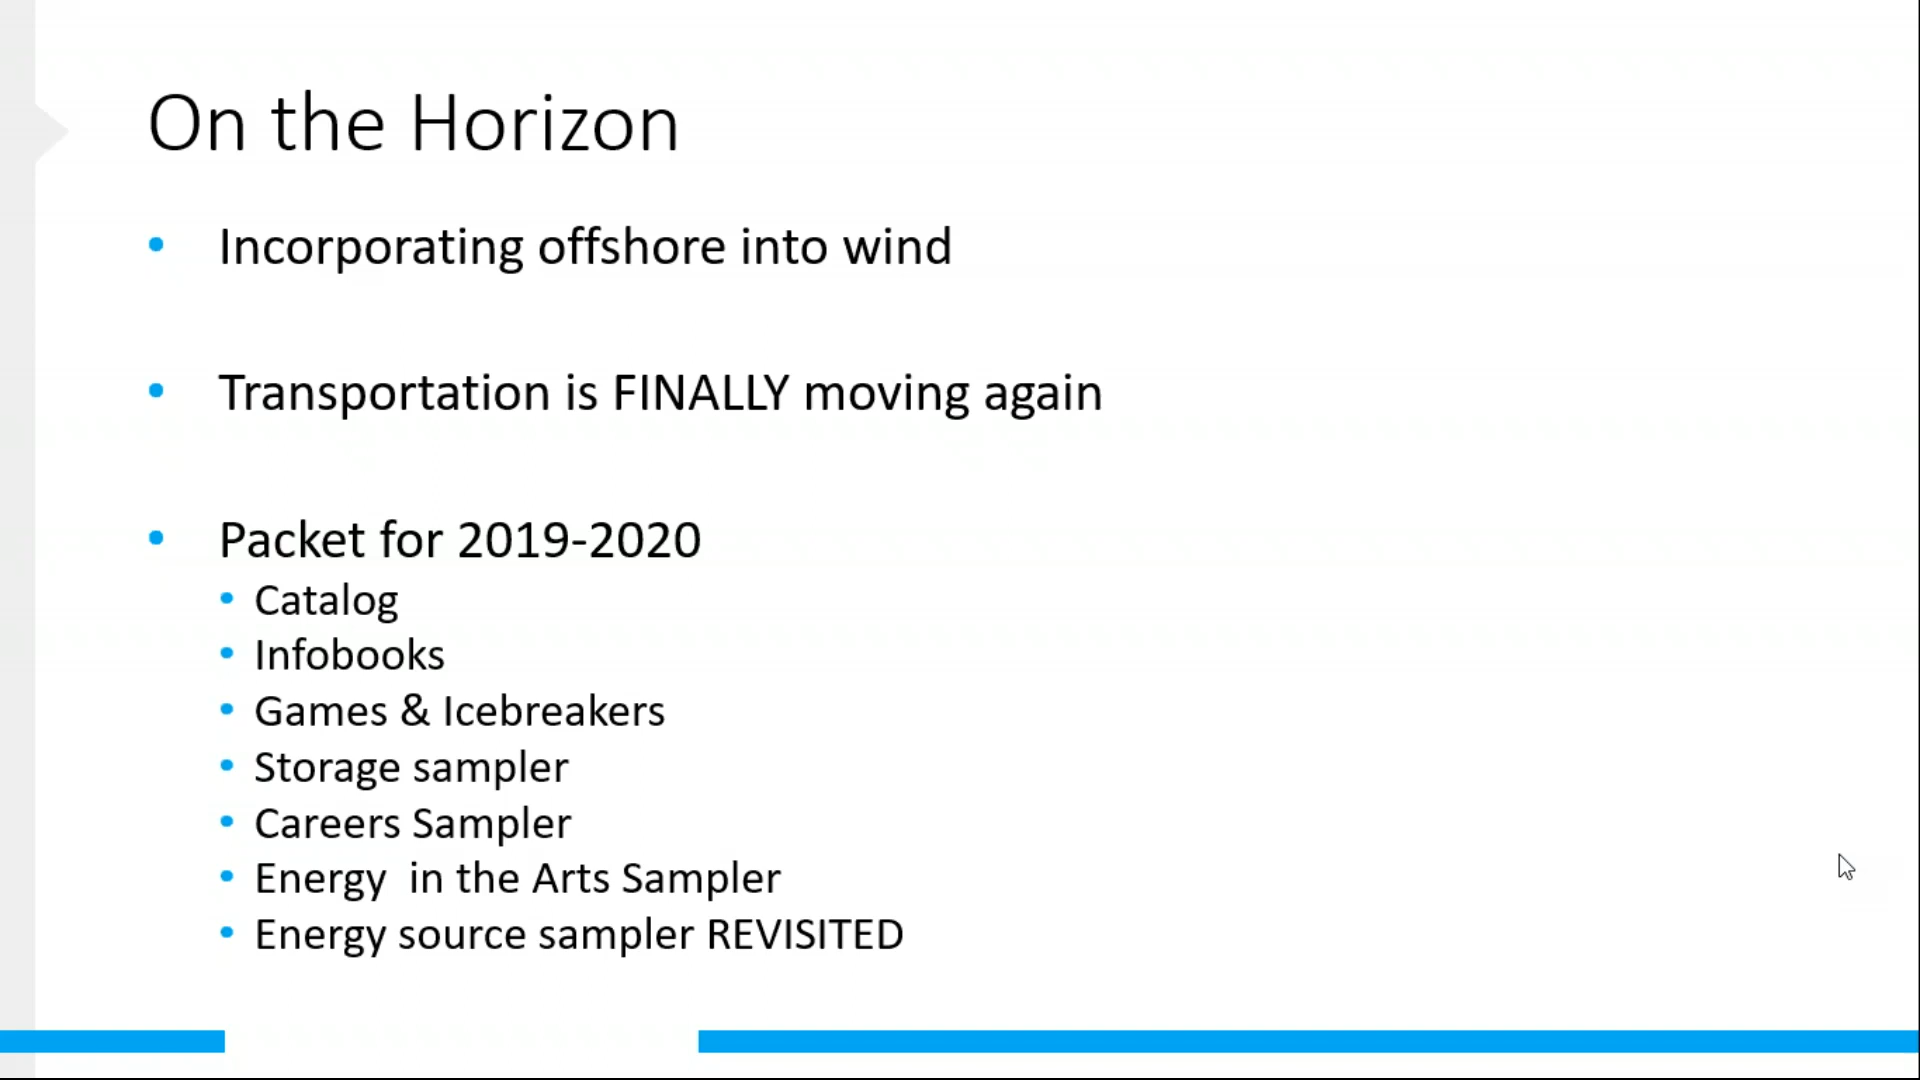 On the Horizon
• Incorporating offshore into wind
• Transportation is FINALLY moving again
• Packet for 2019-2020
• Catalog
• Infobooks
• Games & Icebreakers
• Storage sampler
• Careers Sampler
• Energy  in the Arts Sampler
• Energy source sampler REVISITED